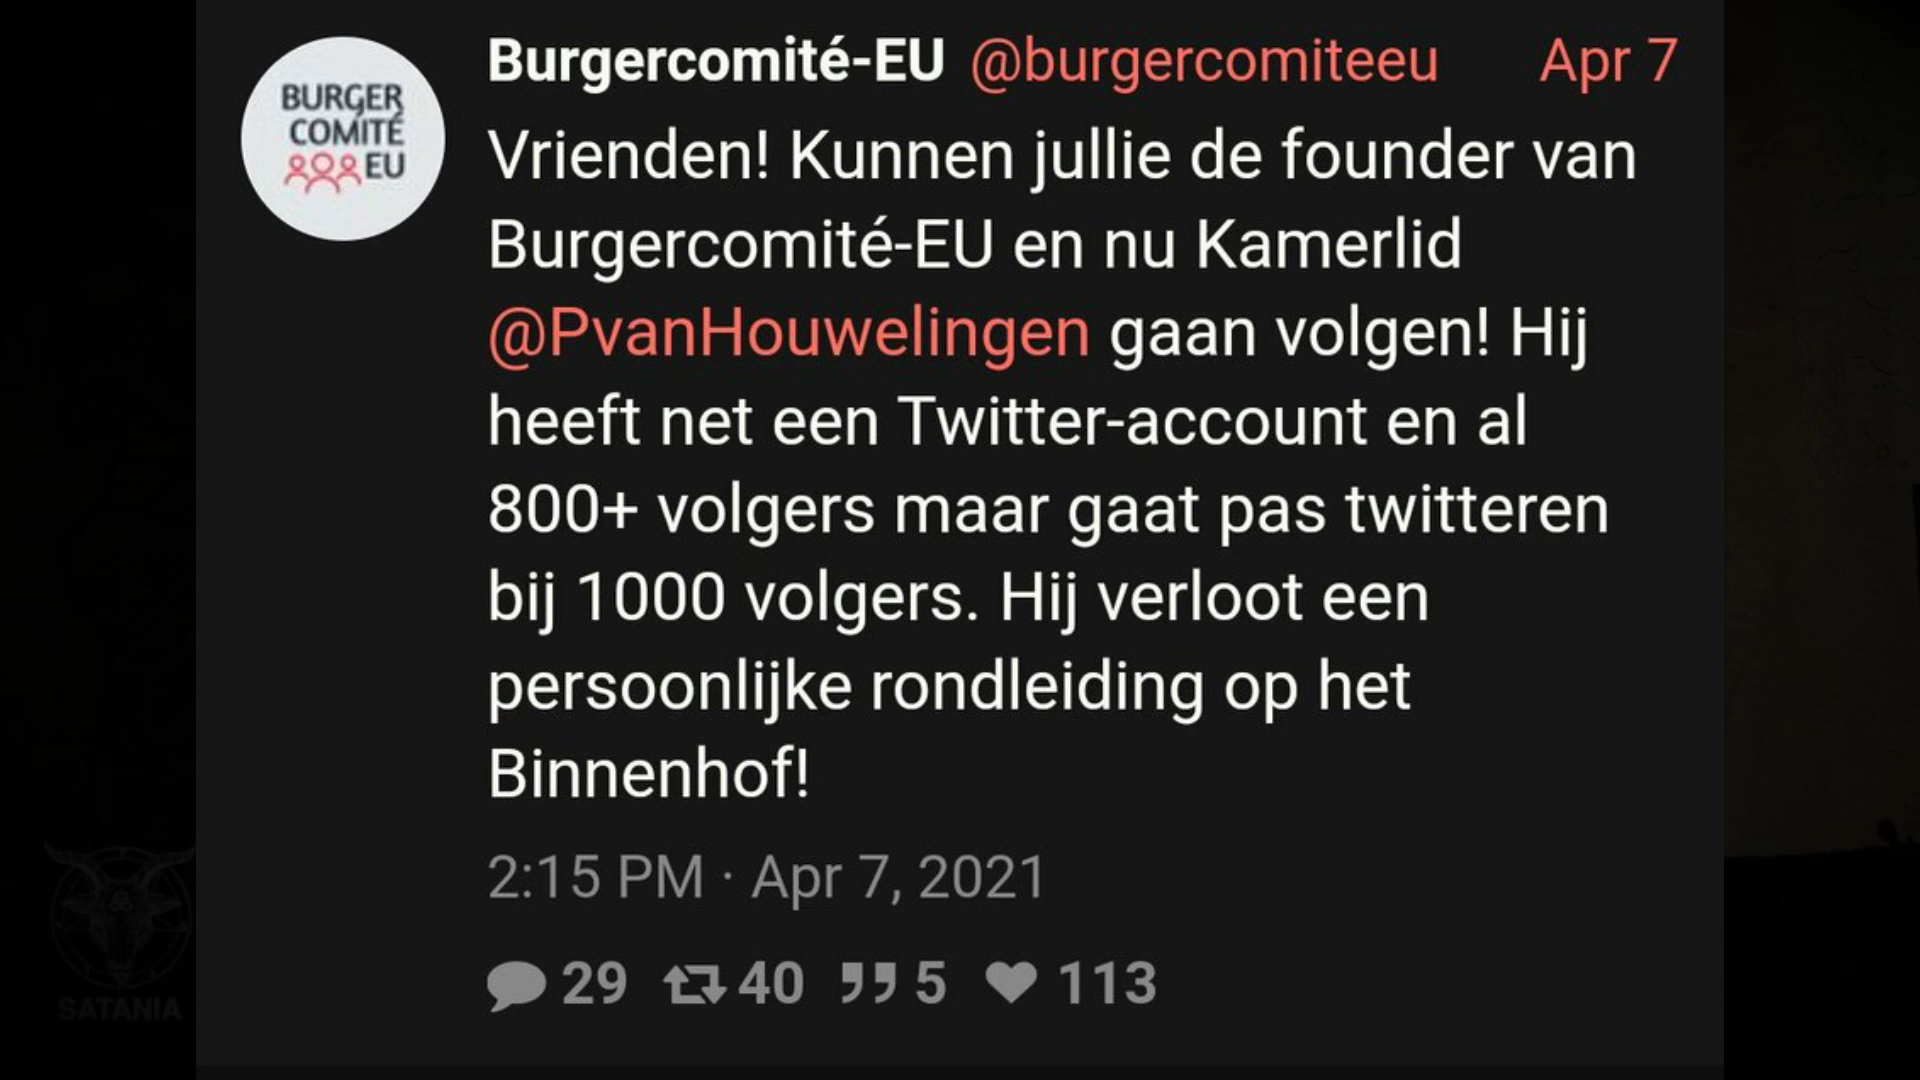 BURGER
COMITÉ
EU
Burgercomité-EU @burgercomiteeu Apr 7
Vrienden! Kunnen jullie de founder van
Burgercomité-EU en nu Kamerlid
@PvanHouwelingen gaan volgen! Hij
heeft net een Twitter-account en al
800+ volgers maar gaat pas twitteren
bij 1000 volgers. Hij verloot een
persoonlijke rondleiding op het
Binnenhof!
2:15 PM · Apr 7, 2021
29 40 5 113
SATANIA